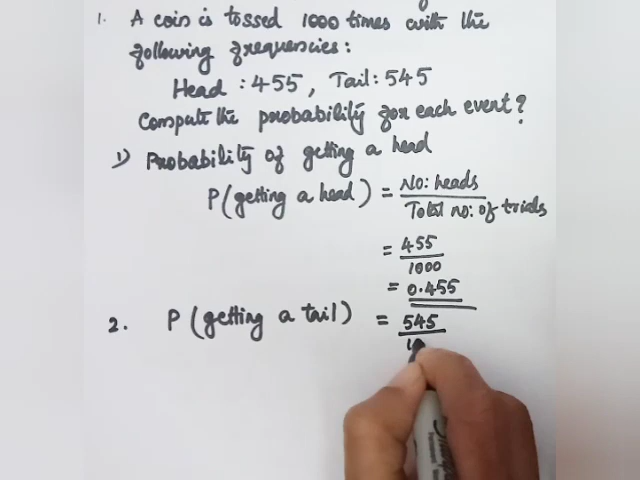 1. A coin is tossed 1000 times with the
following frequencies:
Head : 455, Tail: 545
Compute the probability for each event?
1) Probability of getting a head
P(getting a head) = No: heads
Total no: of trials
= 455
1000
= 0.455
2. P(getting a tail) = 545